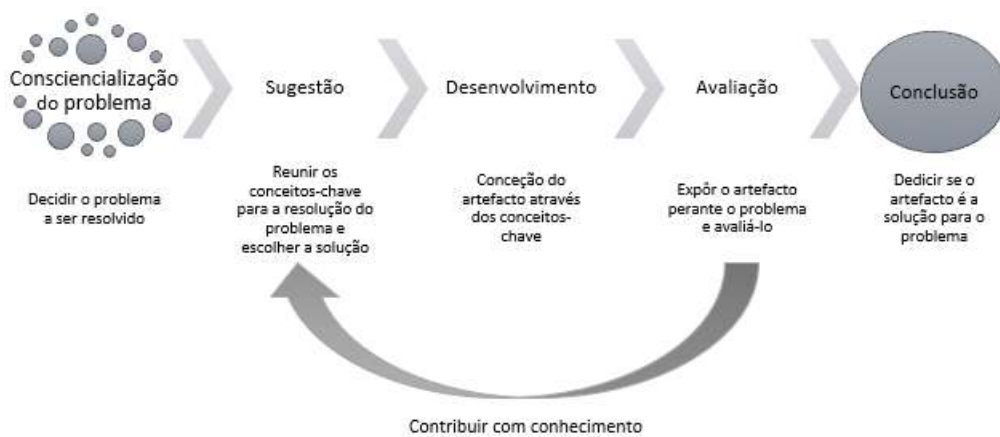 Consciencialização
do problema
Sugestão
Desenvolvimento
Avaliação
Conclusão
Decidir o problema
a ser resolvido
Reunir os
conceitos-chave
para a resolução do
problema e
escolher a solução
Conceção do
artefacto através
dos conceitos-
chave
Expôr o artefacto
perante o problema
e avaliá-lo
Dedicir se o
artefacto é a
solução para o
problema
Contribuir com conhecimento